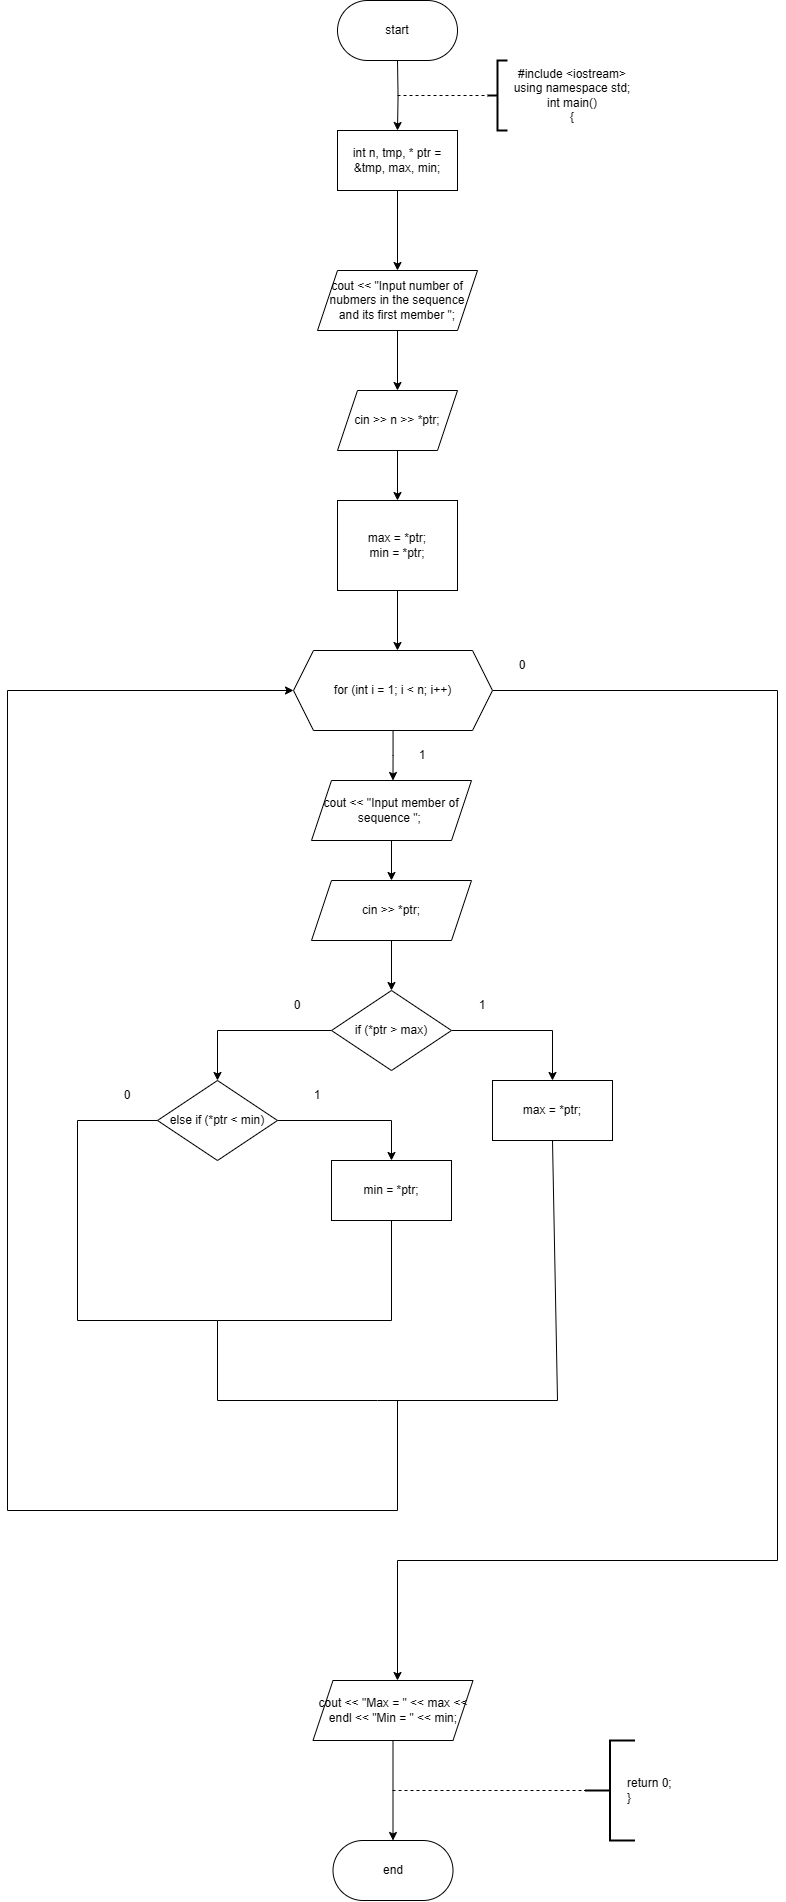 start
#include <iostream>
using namespace std;
int main()
{
int n, tmp, * ptr =
&tmp, max, min;
cout << "Input number of
nubmers in the sequence
and its first member ";
cin >> n >> *ptr;
max = *ptr;
min = *ptr;
0
for (int i = 1; i < n; i++)
1
cout << "Input member of
sequence ";
cin >> *ptr;
0
1
if (*ptr > max)
0
1
else if (*ptr < min)
max = *ptr;
min = *ptr;
cout << "Max = " << max <<
endl << "Min = " << min;
return 0;
}
end